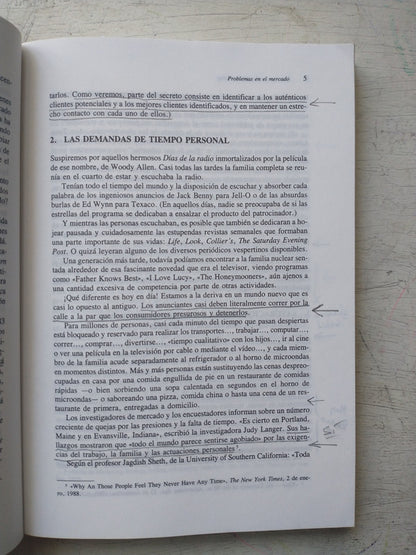 Problemas en el mercado 5
tarlos. Como veremos, parte del secreto consiste en identificar a los auténticos
clientes potenciales y a los mejores clientes identificados, y en mantener un estre-
cho contacto con cada uno de ellos.)
2. LAS DEMANDAS DE TIEMPO PERSONAL
Suspiremos por aquellos hermosos Días de la radio inmortalizados por la película
de ese nombre, de Woody Allen. Casi todas las tardes la familia completa se reu-
nía en el cuarto de estar y escuchaba la radio.
Tenían todo el tiempo del mundo y la disposición de escuchar y absorber cada
palabra de los ingeniosos anuncios de Jack Benny para Jell-O o de las absurdas
burlas de Ed Wynn para Texaco. (En aquellos días, nadie se preocupaba si las
estrellas del programa se dedicaban a ensalzar el producto del patrocinador.)
Y mientras las personas escuchaban, es posible que también se dedicaran a ho-
jear pausada y cuidadosamente las estupendas revistas semanales que formaban
una parte importante de sus vidas: Life, Look, Collier's, The Saturday Evening
Post. O quizá leyeran alguno de los diversos periódicos vespertinos disponibles.
Una generación más tarde, todavía podíamos encontrar a la familia nuclear sen-
tada alrededor de esa fascinante novedad que era el televisor, viendo programas
como «Father Knows Best», «I Love Lucy», «The Honeymooners», aún ajenos a
una cantidad excesiva de competencia por parte de otras actividades.
¡Qué diferente es hoy en día! Estamos a la deriva en un mundo nuevo que es
casi lo opuesto al antiguo. Los anunciantes casi deben literalmente correr por la
calle a la par que los consumidores presurosos y detenerlos.
Para millones de personas, casi cada minuto del tiempo que pasan despiertas
está bloqueado y reservado para realizar los transportes..., trabajar..., computar...,
correr..., comprar..., divertirse..., «tiempo cualitativo» con los hijos..., ir al cine
o ver una película en la televisión por cable o mediante el vídeo..., y cada miem-
bro de la familia acude separadamente al refrigerador o al horno de microondas
en momentos distintos. Más y más personas están sustituyendo las cenas preocu-
cupadas en casa por una comida engullida de pie en un restaurante de comidas
rápidas —o bien sorbiendo una sopa calentada en segundos en el horno de
microondas— o saboreando una pizza, comida china o hasta una cena de un res-
taurante de primera, entregadas a domicilio.
Los investigadores de mercado y los encuestadores informan sobre un número
creciente de quejas por las presiones y la falta de tiempo. «Es cierto en Portland,
Maine y en Evansville, Indiana», escribió la investigadora Judy Langer. Sus ha-
llazgos mostraron que «todo el mundo parece sentirse agobiado» por las exigen-
cias del trabajo, la familia y las actuaciones personales ³.
Según el profesor Jagdish Sheth, de la University of Southern California: «Toda
³ «Why An Those People Feel They Never Have Any Time», The New York Times, 2 de ene-
ro, 1988.